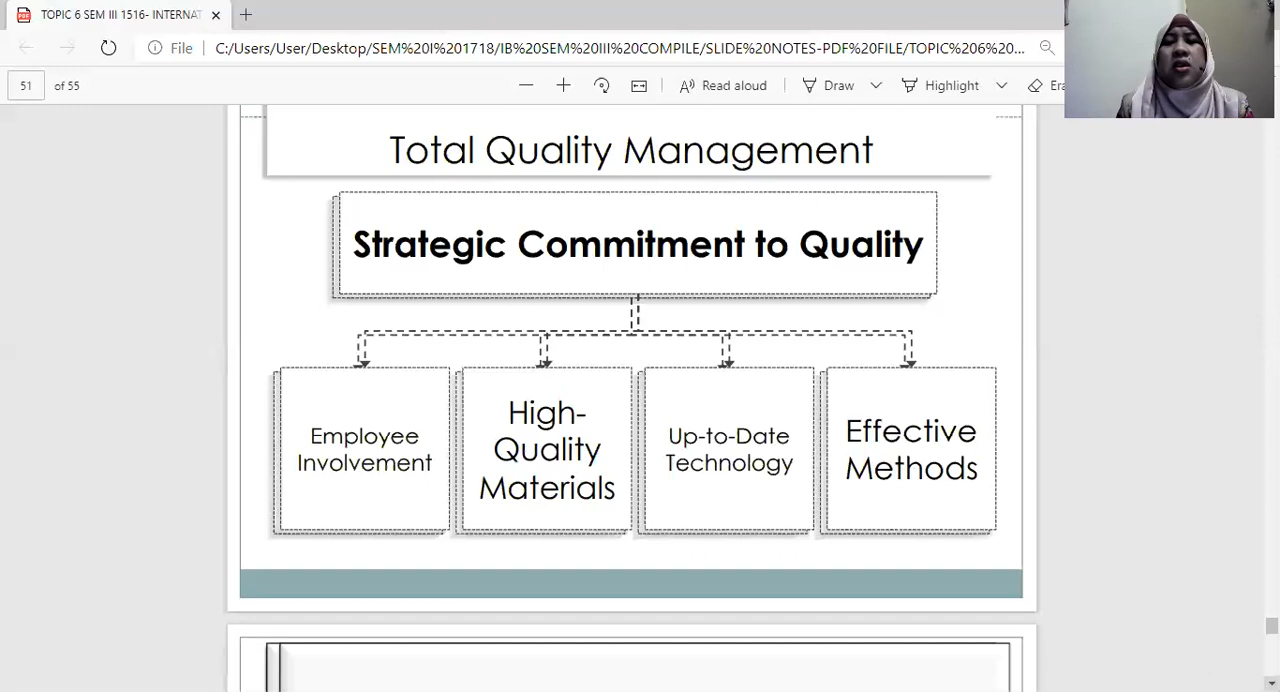 TOPIC 6 SEM III 1516- INTERNAT
File
C:/Users/User/Desktop/SEM%20I%201718/IB%20SEM%20III%20COMPILE/SLIDE%20NOTES-PDF%20FILE/TOPIC%206%20...
51 of 55
Read aloud
Draw
Highlight
Era
Total Quality Management
Strategic Commitment to Quality
Employee
Involvement
High-
Quality
Materials
Up-to-Date
Technology
Effective
Methods